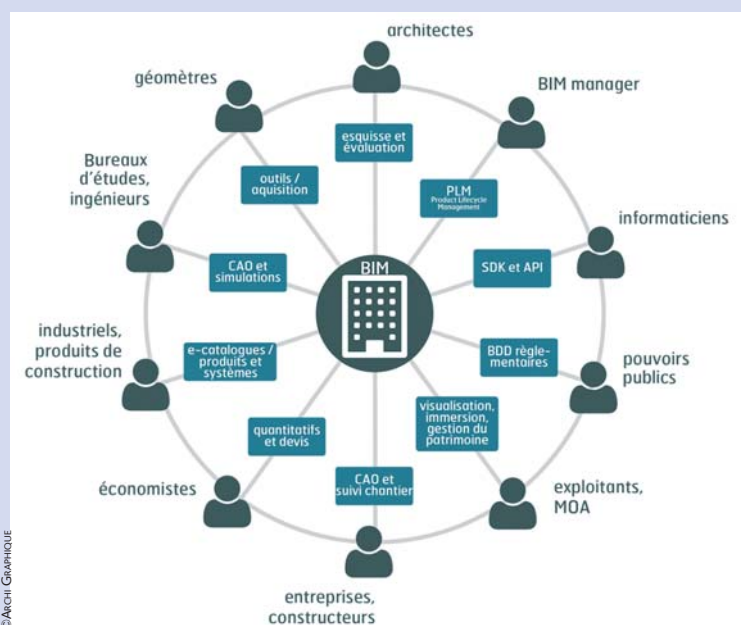 architectes
géomètres
BIM manager
esquisse et
évaluation
Bureaux
d'études,
ingénieurs
outils /
aquisition
PLM
Product Lifecycle
Management
informaticiens
CAO et
simulations
BIM
SDK et API
industriels,
produits de
construction
e-catalogues /
produits et
systèmes
BDD règle-
mentaires
pouvoirs
publics
quantitatifs
et devis
visualisation,
immersion,
gestion du
patrimoine
économistes
CAO et
suivi chantier
exploitants,
MOA
entreprises,
constructeurs
©ARCHI GRAPHIQUE